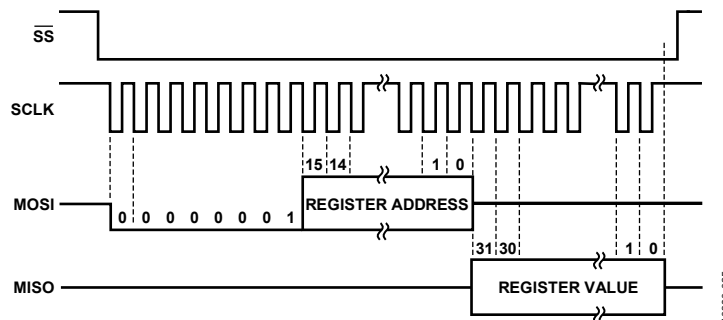 SS
SCLK
15 14 1 0
MOSI
0 0 0 0 0 0 0 1
REGISTER ADDRESS
31 30 1 0
MISO
REGISTER VALUE